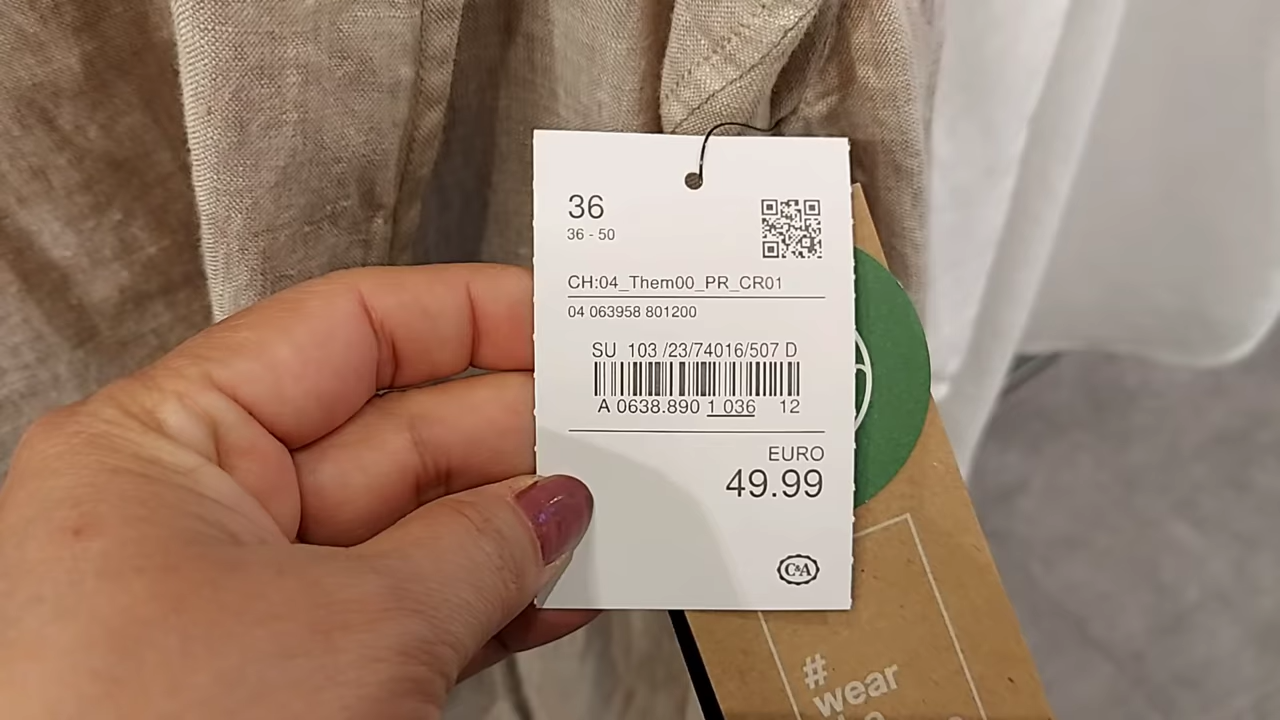 36
36 - 50
CH:04_Them00_PR_CR01
04 063958 801200
SU 103 /23/74016/507 D
A 0638.890 1 036 12
EURO
49.99
C&A
#
wear